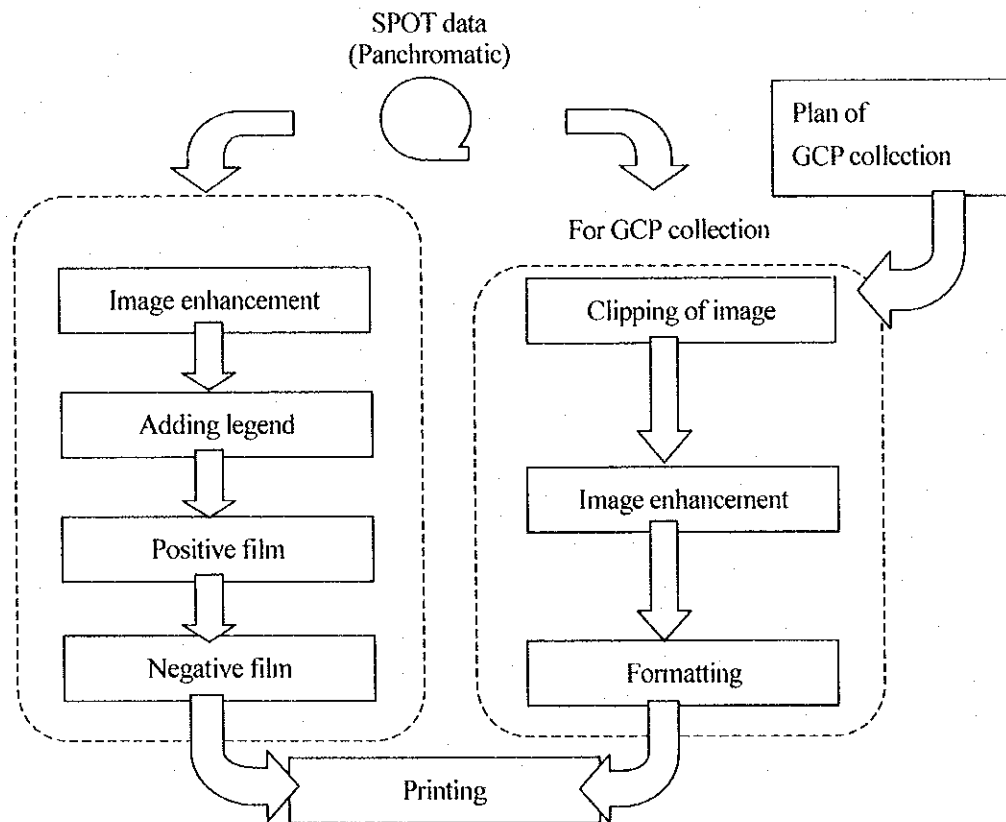 SPOT data
(Panchromatic)
Plan of
GCP collection
For GCP collection
Image enhancement
Adding legend
Positive film
Negative film
Clipping of image
Image enhancement
Formatting
Printing